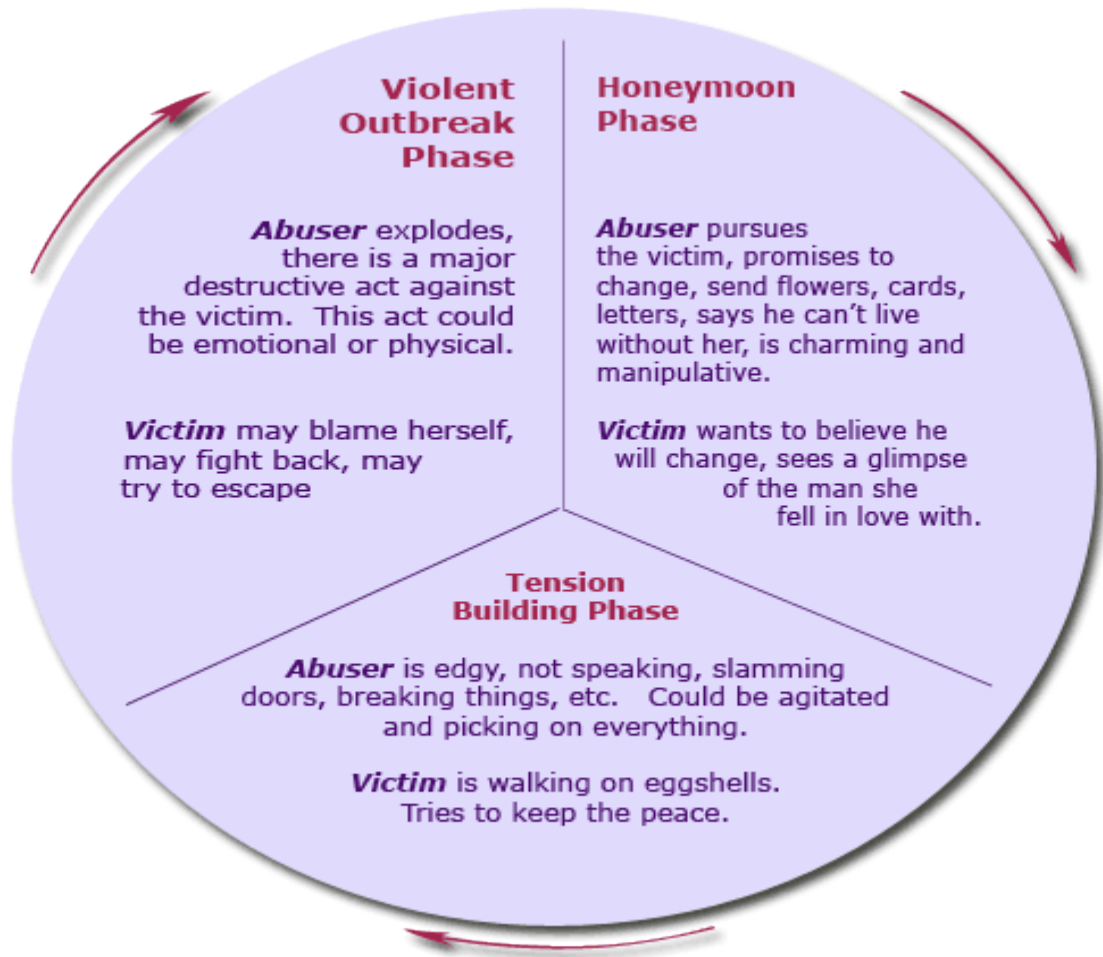 Violent
Outbreak
Phase
Abuser explodes,
there is a major
destructive act against
the victim.  This act could
be emotional or physical.
Victim may blame herself,
may fight back, may
try to escape
Honeymoon
Phase
Abuser pursues
the victim, promises to
change, send flowers, cards,
letters, says he can’t live
without her, is charming and
manipulative.
Victim wants to believe he
will change, sees a glimpse
of the man she
fell in love with.
Tension
Building Phase
Abuser is edgy, not speaking, slamming
doors, breaking things, etc.   Could be agitated
and picking on everything.
Victim is walking on eggshells.
Tries to keep the peace.